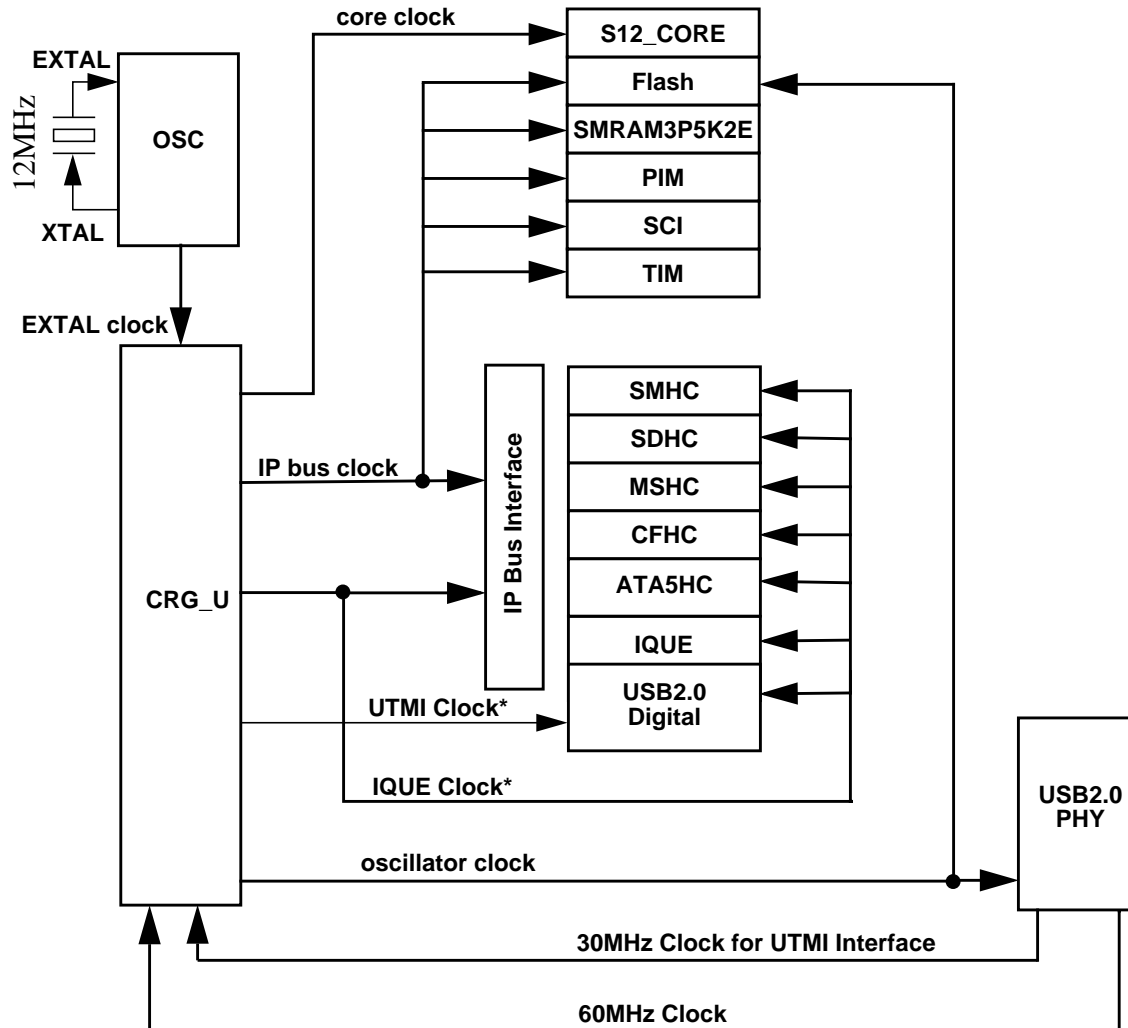 core clock
S12_CORE
EXTAL
Flash
12MHz
OSC
SMRAM3P5K2E
PIM
SCI
XTAL
TIM
EXTAL clock
SMHC
SDHC
IP bus clock
MSHC
IP Bus Interface
CFHC
ATA5HC
CRG_U
IQUE
USB2.0
Digital
UTMI Clock*
IQUE Clock*
USB2.0
PHY
oscillator clock
30MHz Clock for UTMI Interface
60MHz Clock